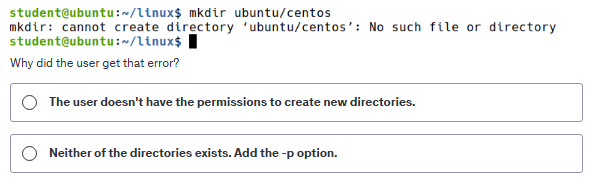 student@ubuntu:~/linux$ mkdir ubuntu/centos
mkdir: cannot create directory ‘ubuntu/centos’: No such file or directory
student@ubuntu:~/linux$
Why did the user get that error?
The user doesn't have the permissions to create new directories.
Neither of the directories exists. Add the -p option.